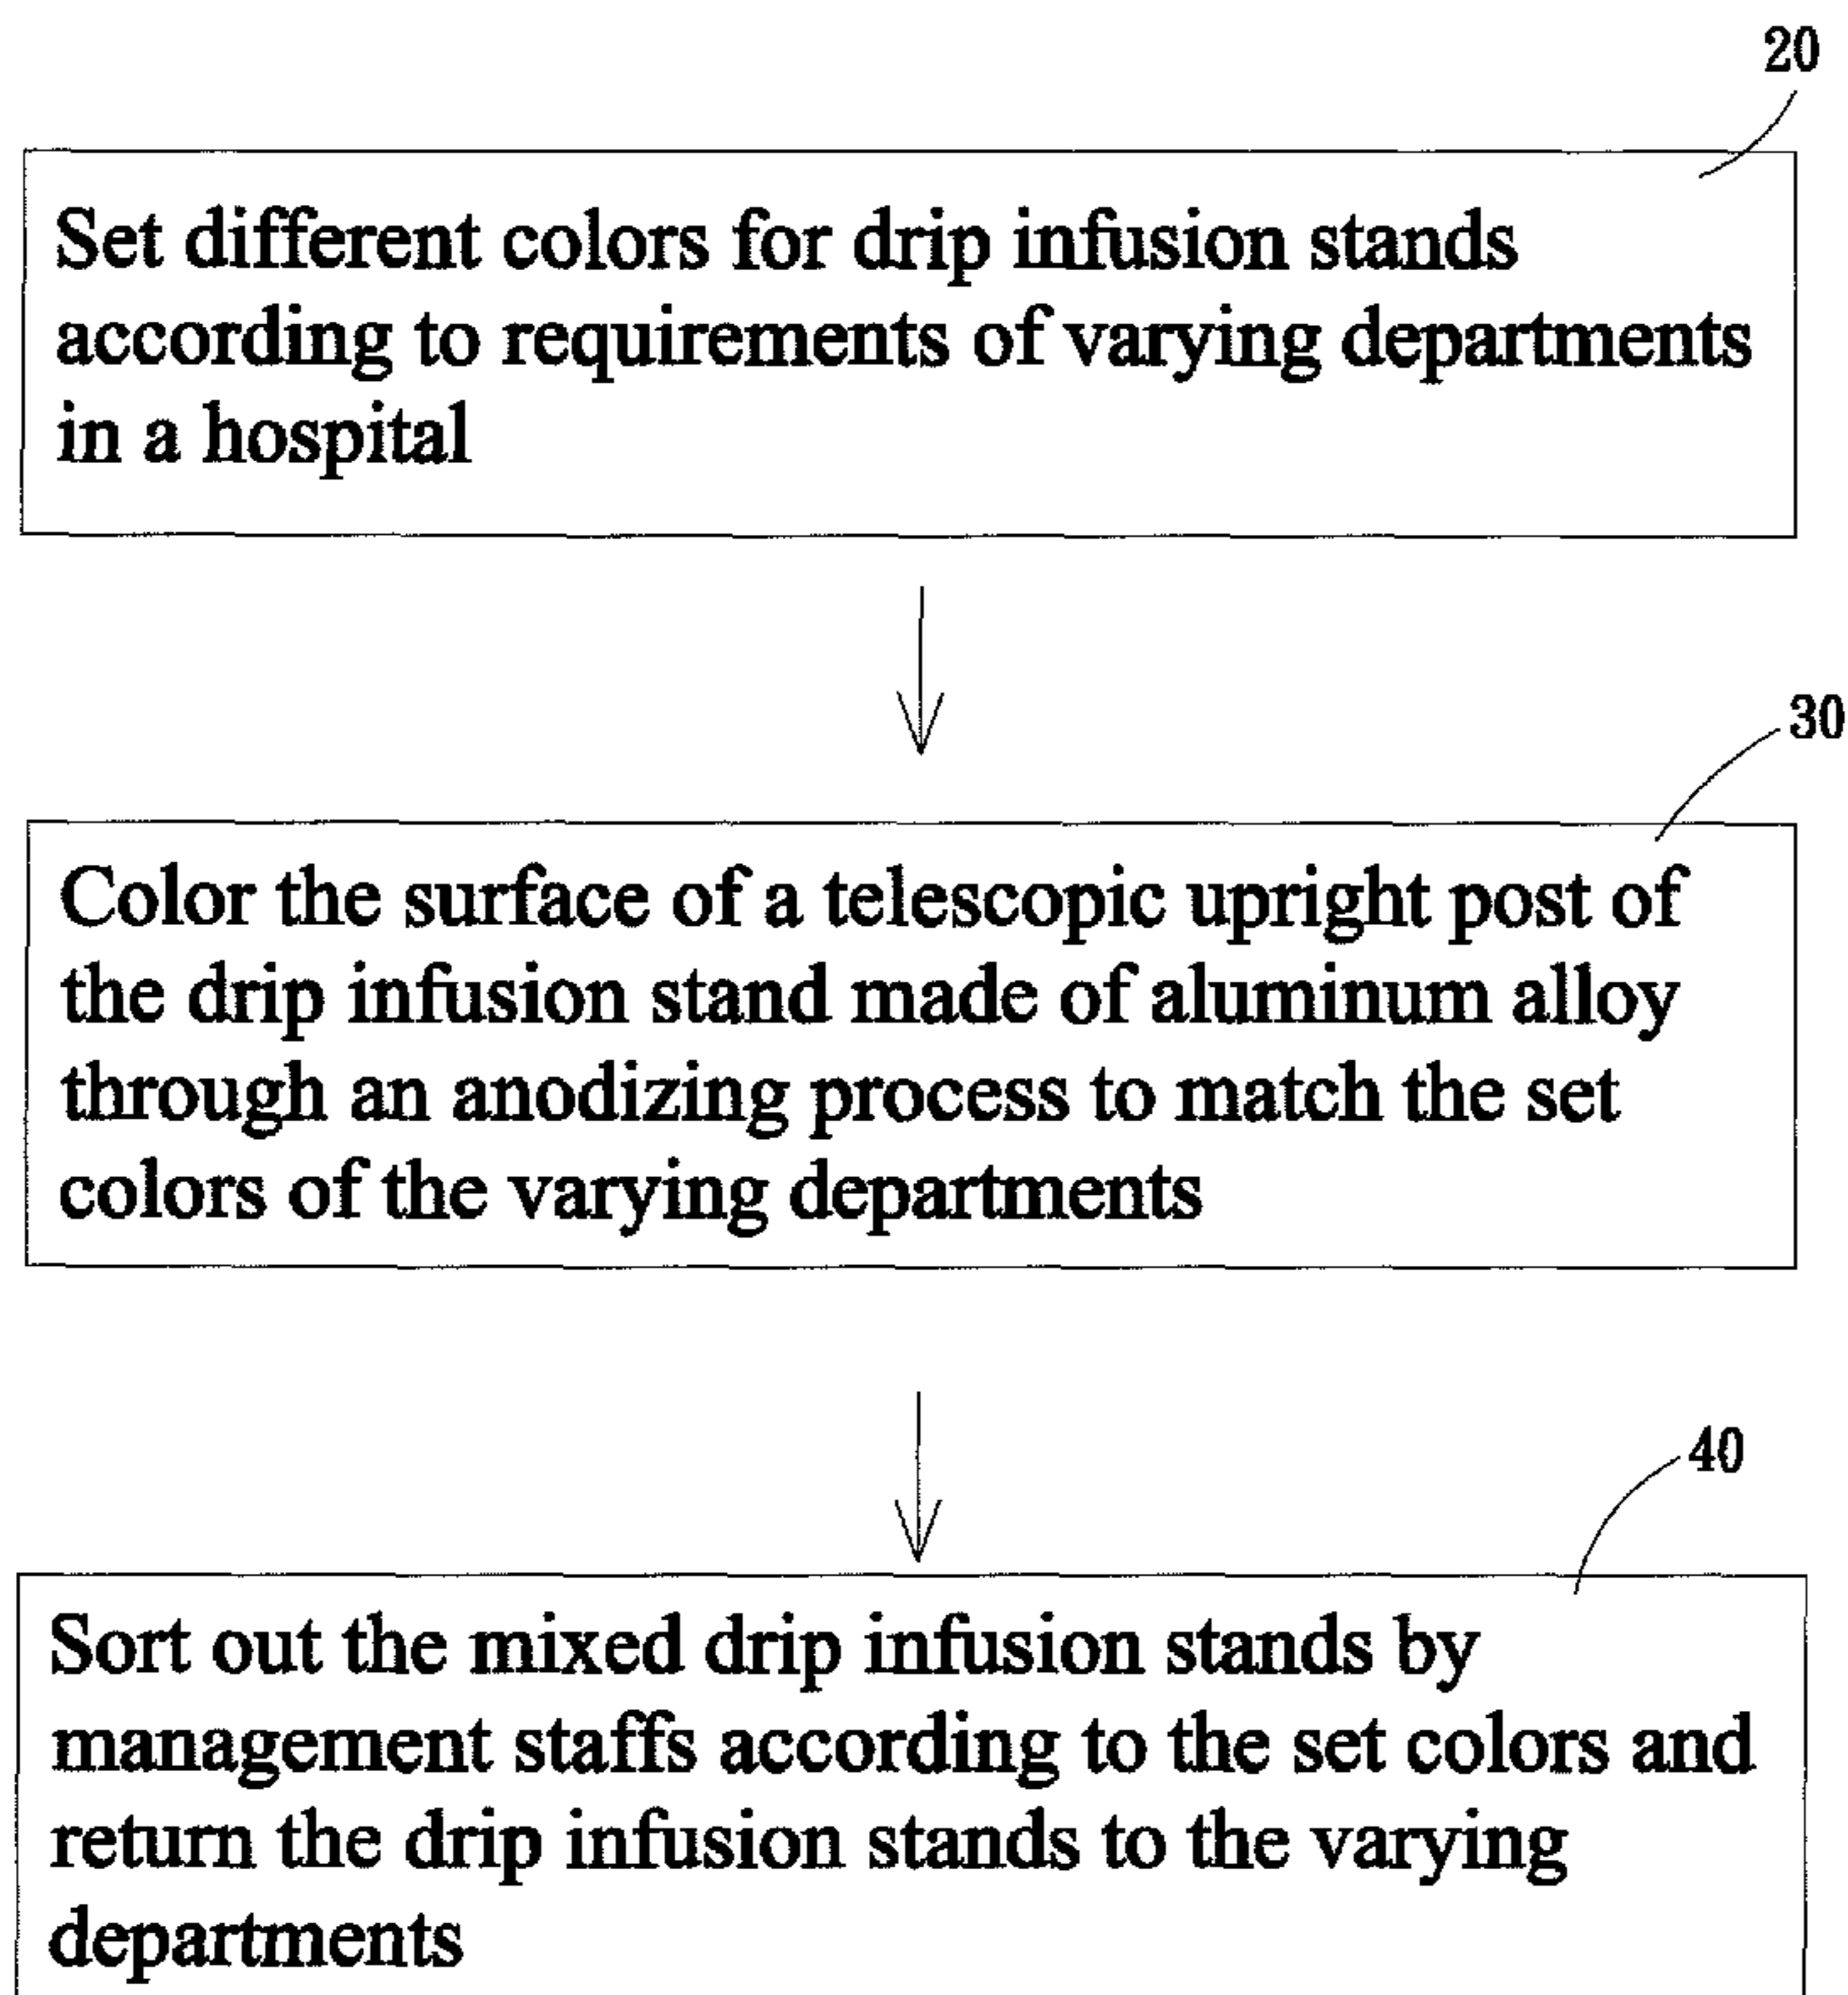 20
Set different colors for drip infusion stands
according to requirements of varying departments
in a hospital
30
Color the surface of a telescopic upright post of
the drip infusion stand made of aluminum alloy
through an anodizing process to match the set
colors of the varying departments
40
Sort out the mixed drip infusion stands by
management staffs according to the set colors and
return the drip infusion stands to the varying
departments